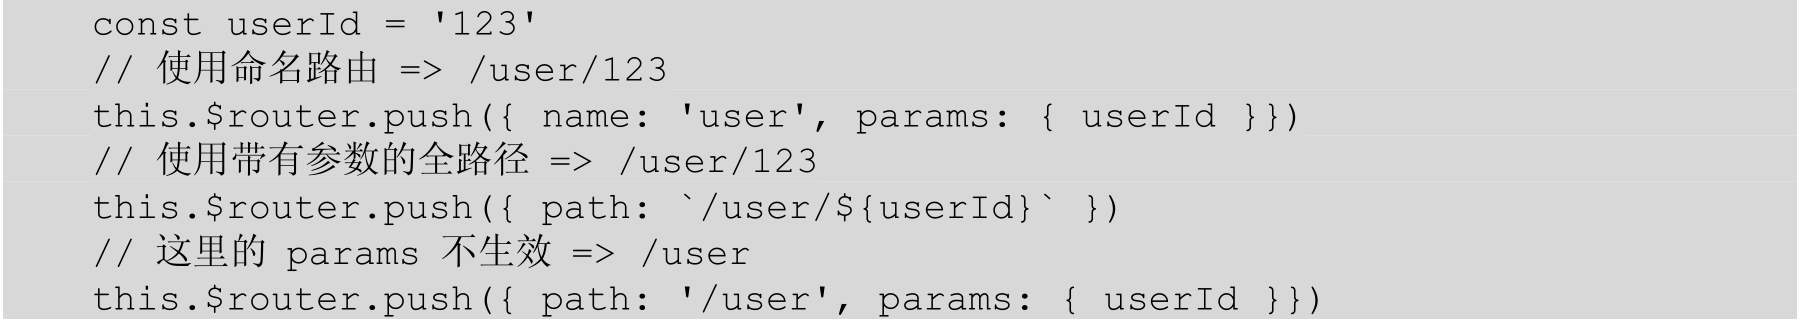 const userId = '123'
// 使用命名路由 => /user/123
this.$router.push({ name: 'user', params: { userId }})
// 使用带有参数的全路径 => /user/123
this.$router.push({ path: `/user/${userId}` })
// 这里的 params 不生效 => /user
this.$router.push({ path: '/user', params: { userId }})